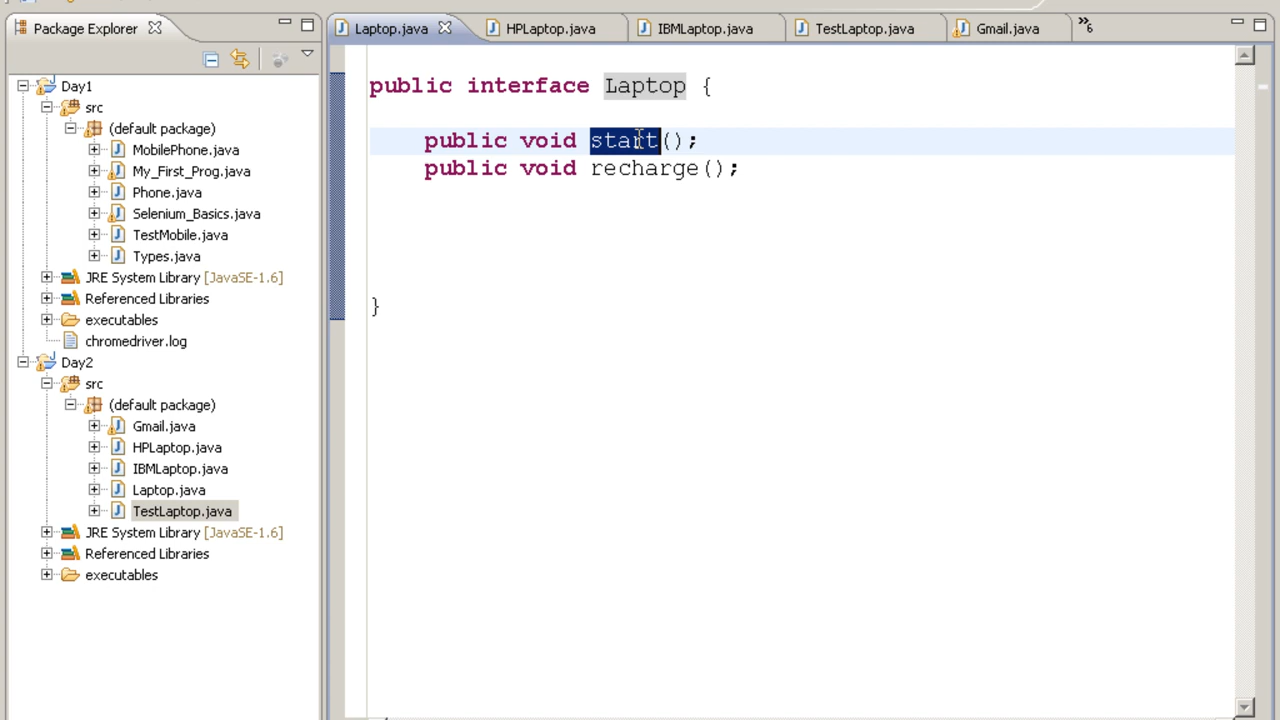 Package Explorer
Laptop.java
HPLaptop.java
IBMLaptop.java
TestLaptop.java
Gmail.java
»6
Day1
src
(default package)
MobilePhone.java
My_First_Prog.java
Phone.java
Selenium_Basics.java
TestMobile.java
Types.java
JRE System Library [JavaSE-1.6]
Referenced Libraries
executables
chromedriver.log
Day2
src
(default package)
Gmail.java
HPLaptop.java
IBMLaptop.java
Laptop.java
TestLaptop.java
JRE System Library [JavaSE-1.6]
Referenced Libraries
executables
public interface Laptop {
public void start();
public void recharge();
}